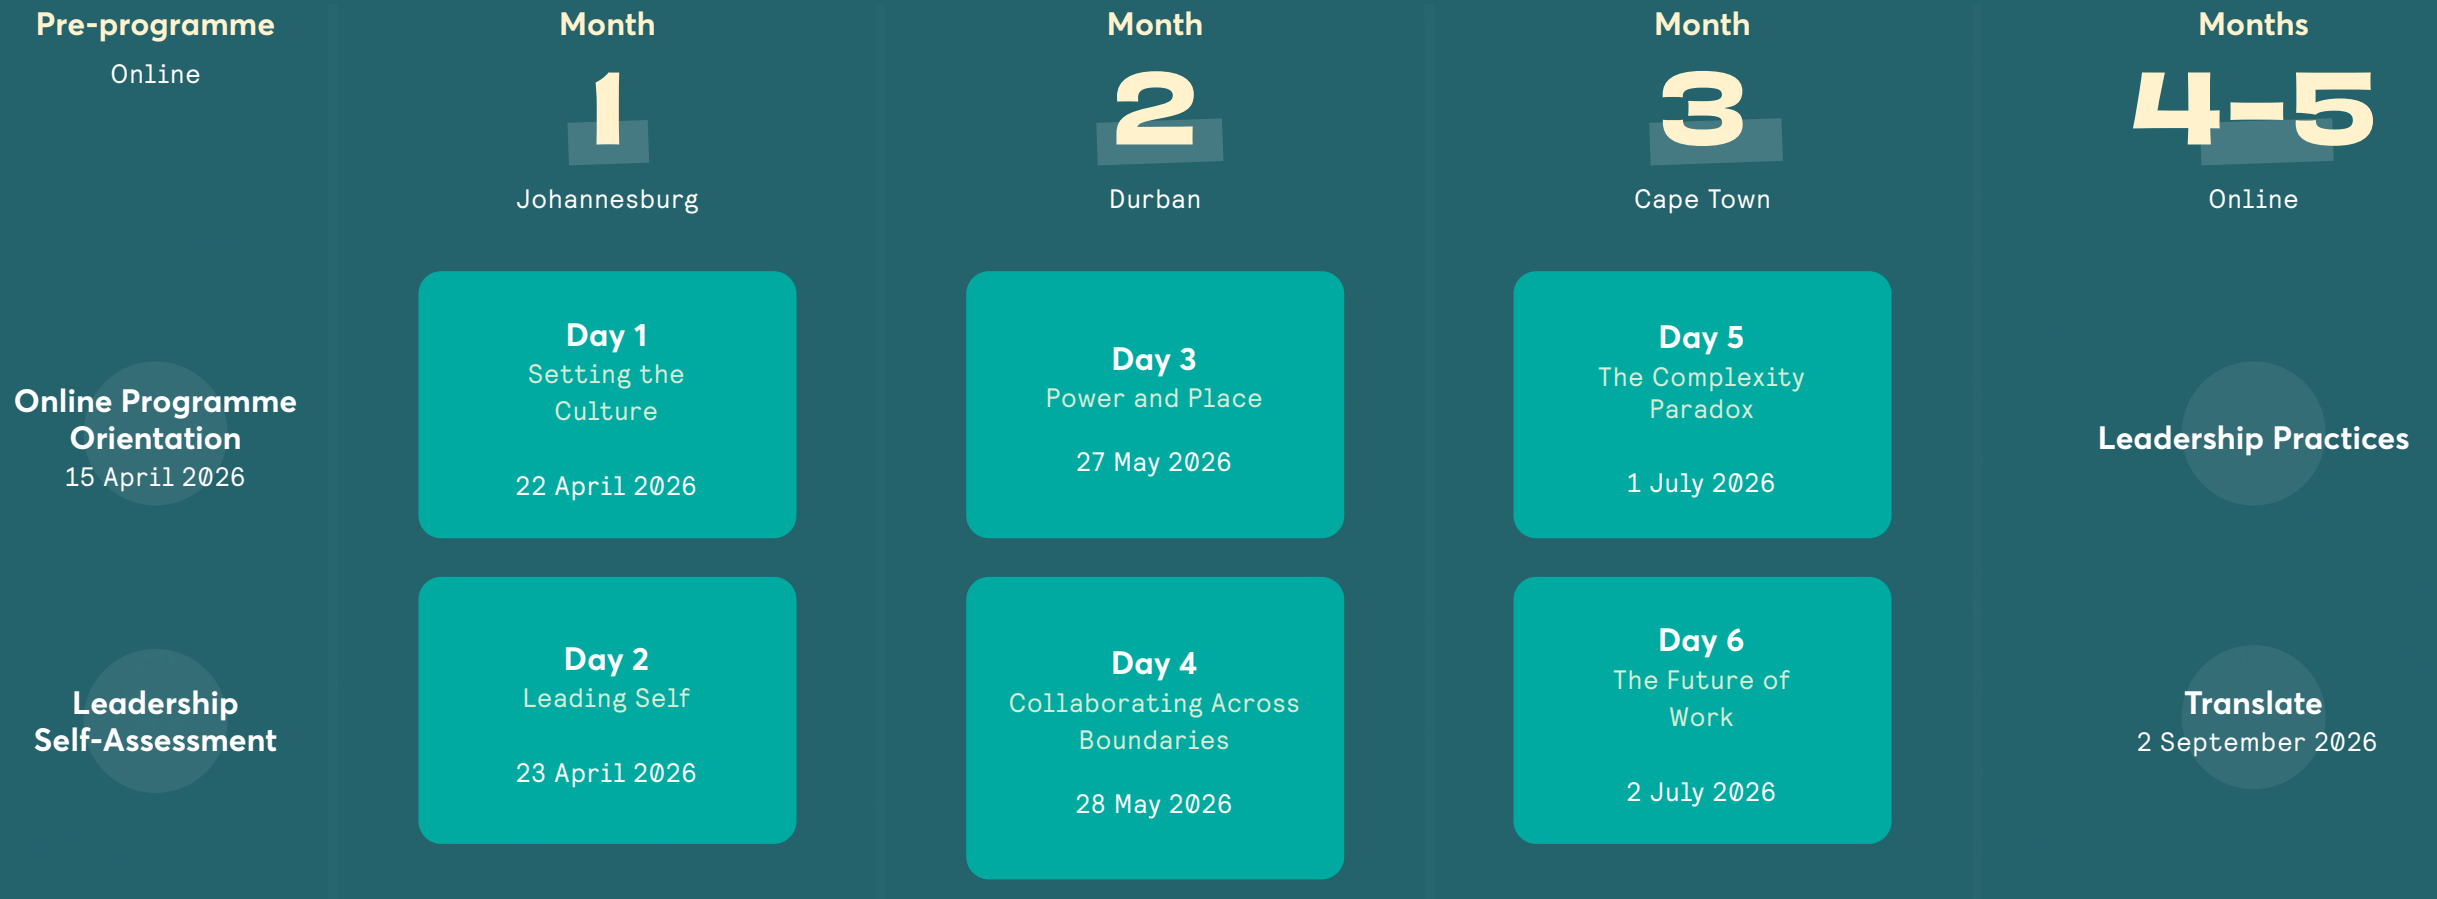 Pre-programme
Online
Online Programme
Orientation
15 April 2026
Leadership
Self-Assessment
Month
1
Johannesburg
Day 1
Setting the
Culture
22 April 2026
Day 2
Leading Self
23 April 2026
Month
2
Durban
Day 3
Power and Place
27 May 2026
Day 4
Collaborating Across
Boundaries
28 May 2026
Month
3
Cape Town
Day 5
The Complexity
Paradox
1 July 2026
Day 6
The Future of
Work
2 July 2026
Months
4-5
Online
Leadership Practices
Translate
2 September 2026